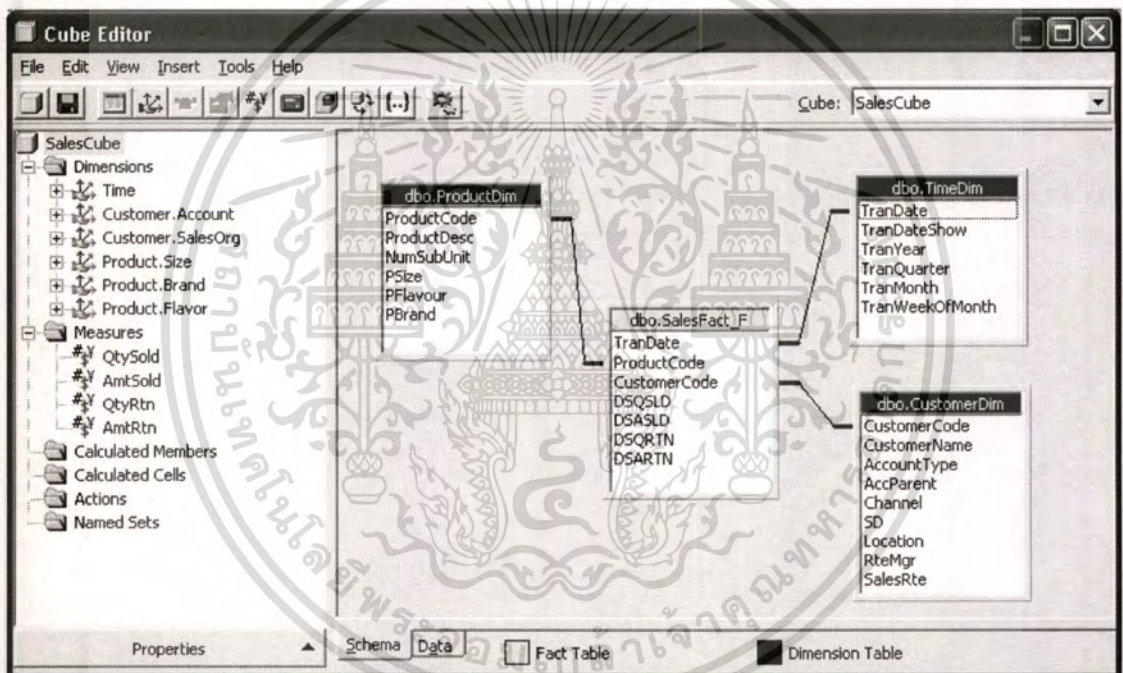 Cube Editor
File Edit View Insert Tools Help
Cube: SalesCube
SalesCube
Dimensions
Time
Customer.Account
Customer.SalesOrg
Product.Size
Product.Brand
Product.Flavor
Measures
QtySold
AmtSold
QtyRtn
AmtRtn
Calculated Members
Calculated Cells
Actions
Named Sets
Properties
dbo.ProductDim
ProductCode
ProductDesc
NumSubUnit
PSize
PFlavour
PBrand
dbo.SalesFact_F
TranDate
ProductCode
CustomerCode
DSQSLD
DSASLD
DSQRTN
DSARTN
dbo.TimeDim
TranDate
TranDateShow
TranYear
TranQuarter
TranMonth
TranWeekOfMonth
dbo.CustomerDim
CustomerCode
CustomerName
AccountType
AccParent
Channel
SD
Location
RteMgr
SalesRte
Schema Data
Fact Table
Dimension Table